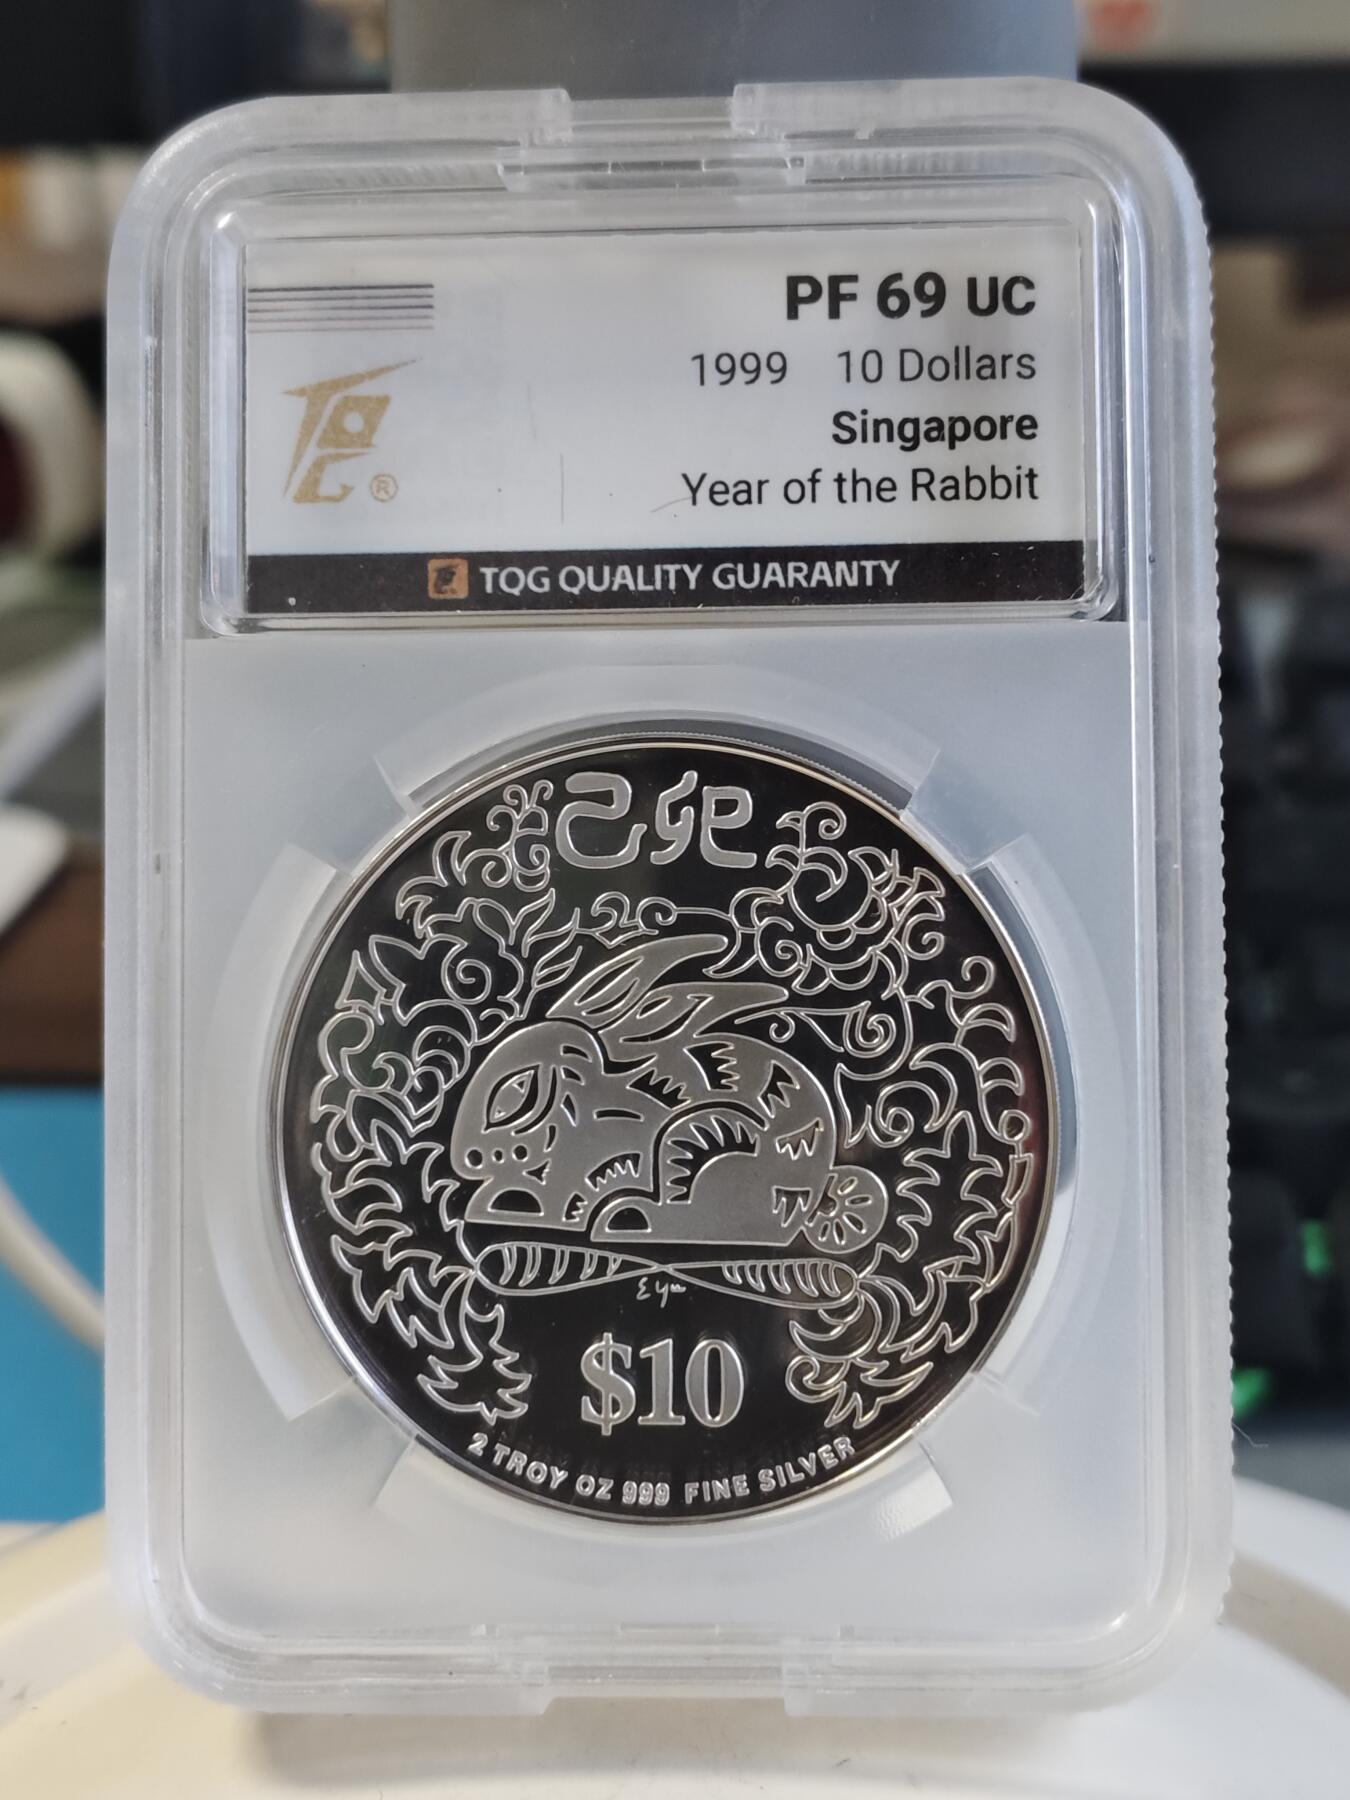 PF 69 UC
1999 10 Dollars
Singapore
Year of the Rabbit
®
TQG QUALITY GUARANTY
己卯
$10
2 TROY OZ 999 FINE SILVER